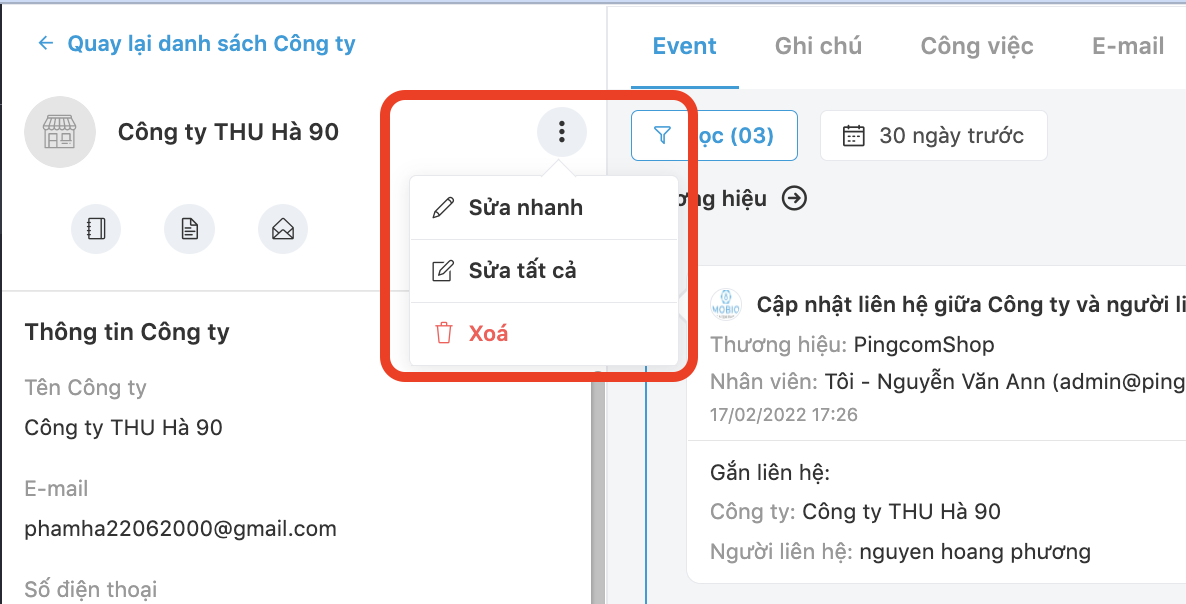 Quay lại danh sách Công ty
Công ty THU Hà 90
Sửa nhanh
Sửa tất cả
Xoá
Thông tin Công ty
Tên Công ty
Công ty THU Hà 90
E-mail
phamha22062000@gmail.com
Số điện thoại
Event Ghi chú Công việc E-mail
ọc (03) 30 ngày trước
ơng hiệu
MOBIO
Cập nhật liên hệ giữa Công ty và người li
Thương hiệu: PingcomShop
Nhân viên: Tôi - Nguyễn Văn Ann (admin@ping
17/02/2022 17:26
Gắn liên hệ:
Công ty: Công ty THU Hà 90
Người liên hệ: nguyen hoang phương